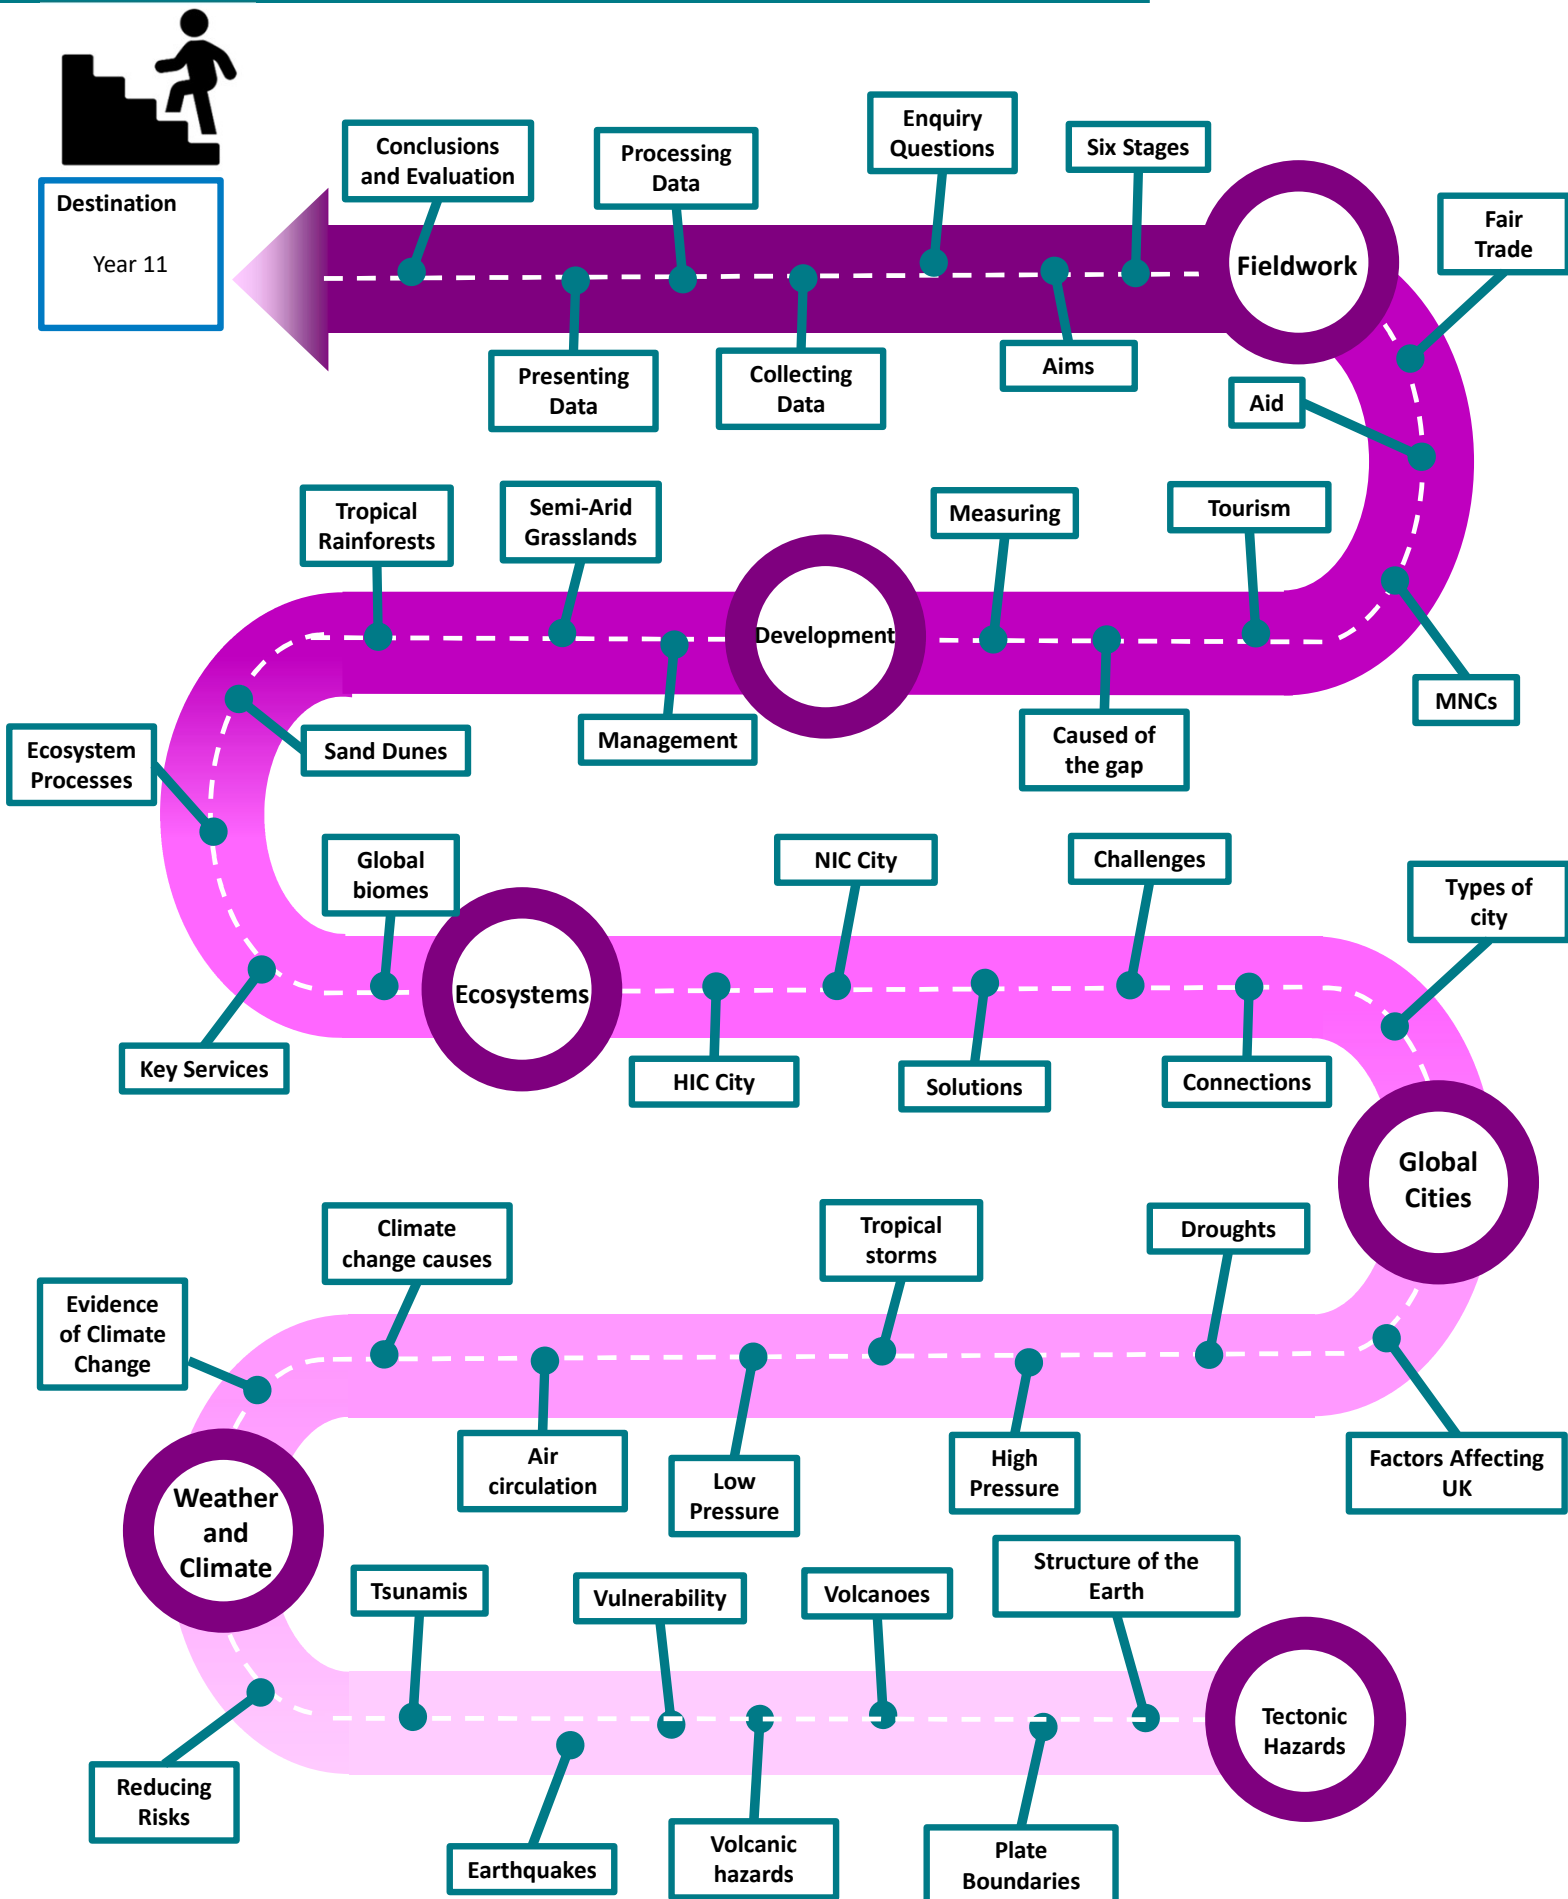 Destination
Year 11
Conclusions
and Evaluation
Processing
Data
Enquiry
Questions
Six Stages
Fieldwork
Fair
Trade
Presenting
Data
Collecting
Data
Aims
Aid
Tropical
Rainforests
Semi-Arid
Grasslands
Measuring
Tourism
Development
Ecosystem
Processes
Sand Dunes
Management
Caused of
the gap
MNCs
Global
biomes
NIC City
Challenges
Types of
city
Ecosystems
Key Services
HIC City
Solutions
Connections
Global
Cities
Climate
change causes
Tropical
storms
Droughts
Evidence
of Climate
Change
Air
circulation
Low
Pressure
High
Pressure
Factors Affecting
UK
Weather
and
Climate
Tsunamis
Vulnerability
Volcanoes
Structure of the
Earth
Tectonic
Hazards
Reducing
Risks
Earthquakes
Volcanic
hazards
Plate
Boundaries